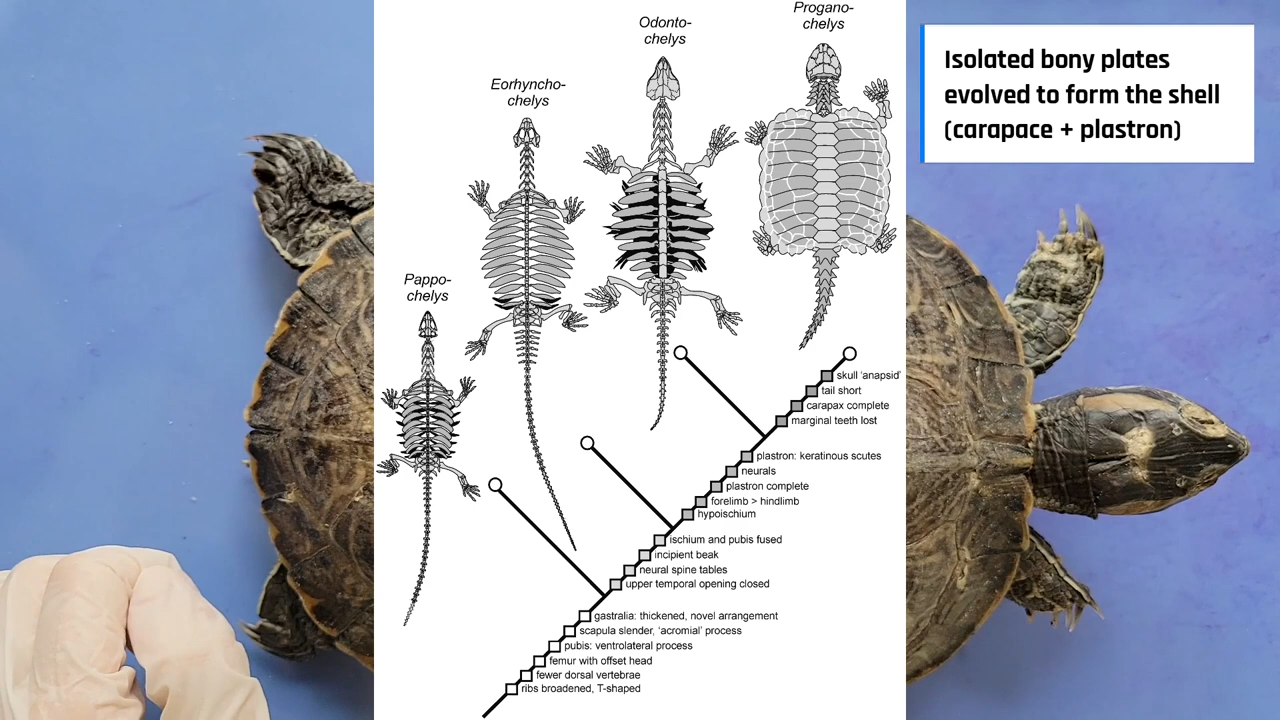 Progano-
chelys
Odonto-
chelys
Eorhyncho-
chelys
Pappo-
chelys
Isolated bony plates
evolved to form the shell
(carapace + plastron)
skull ‘anapsid’
tail short
carapax complete
marginal teeth lost
plastron: keratinous scutes
neurals
plastron complete
forelimb > hindlimb
hypoischium
ischium and pubis fused
incipient beak
neural spine tables
upper temporal opening closed
gastralia: thickened, novel arrangement
scapula slender, ‘acromial’ process
pubis: ventrolateral process
femur with offset head
fewer dorsal vertebrae
ribs broadened, T-shaped